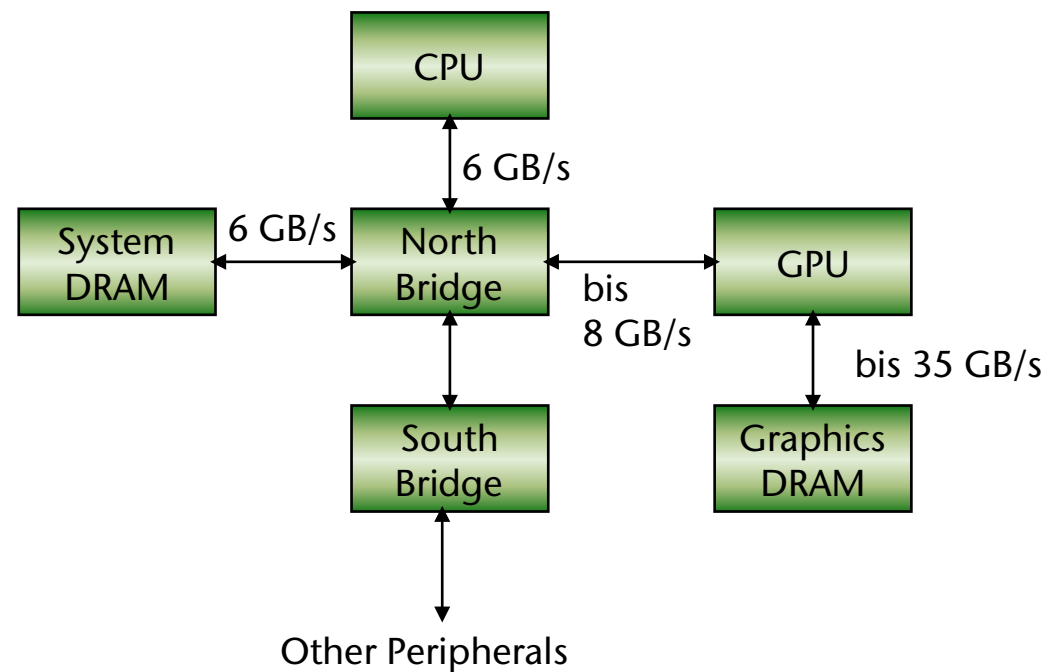 CPU
6 GB/s
System
DRAM
6 GB/s
North
Bridge
bis
8 GB/s
GPU
bis 35 GB/s
South
Bridge
Graphics
DRAM
Other Peripherals